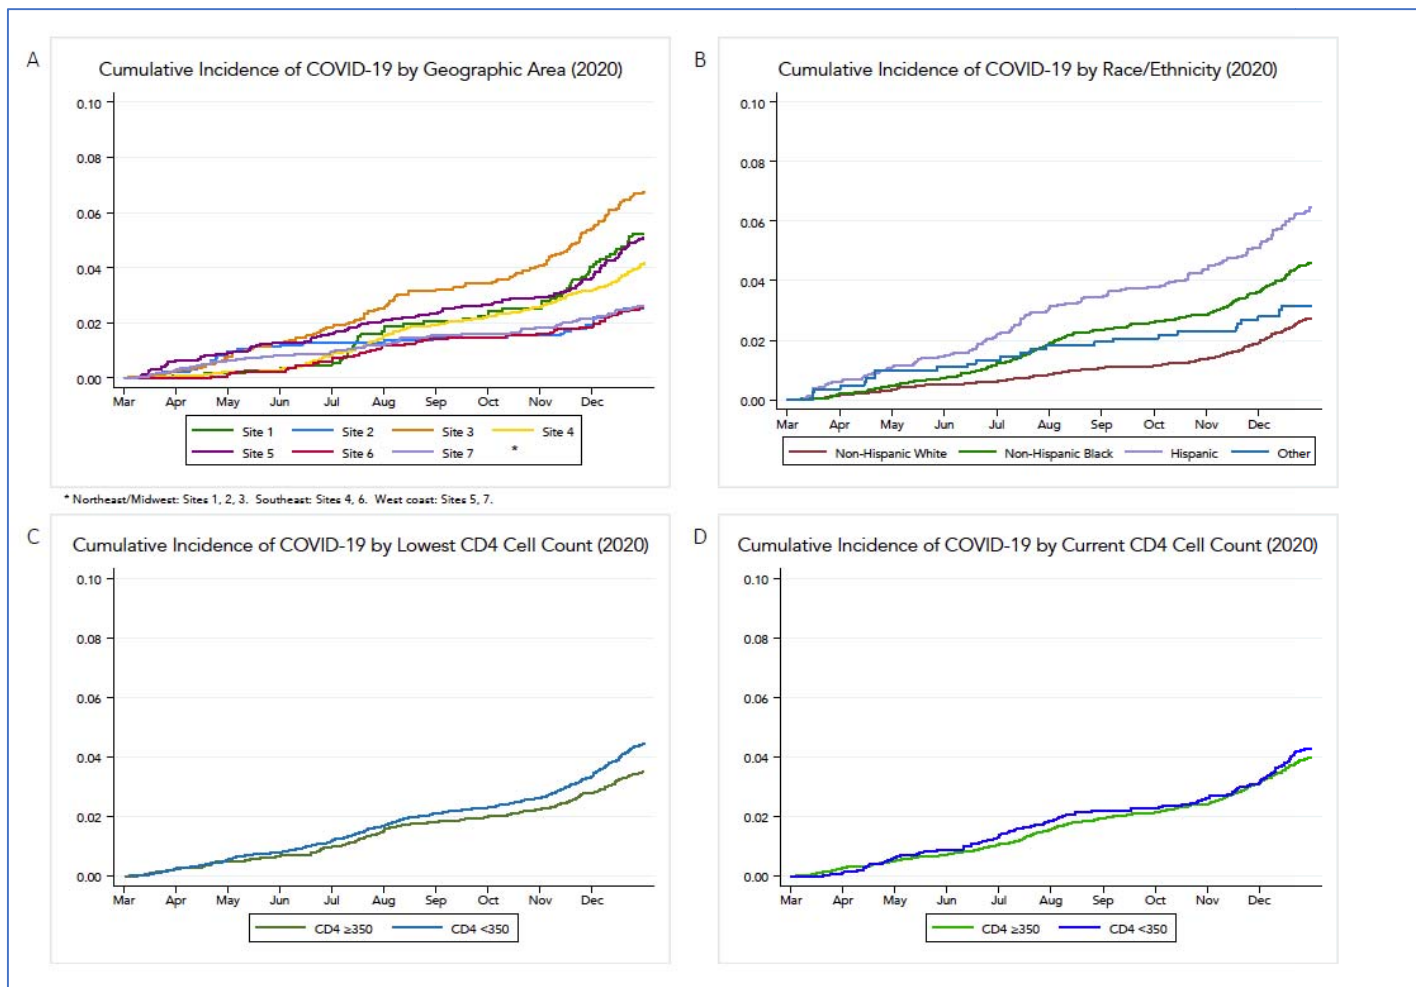 A
Cumulative Incidence of COVID-19 by Geographic Area (2020)
0.10
0.08
0.06
0.04
0.02
0.00
Mar Apr May Jun Jul Aug Sep Oct Nov Dec
Site 1 Site 2 Site 3 Site 4
Site 5 Site 6 Site 7 *
* Northeast/Midwest: Sites 1, 2, 3. Southeast: Sites 4, 6. West coast: Sites 5, 7.
B
Cumulative Incidence of COVID-19 by Race/Ethnicity (2020)
0.10
0.08
0.06
0.04
0.02
0.00
Mar Apr May Jun Jul Aug Sep Oct Nov Dec
Non-Hispanic White Non-Hispanic Black Hispanic Other
C
Cumulative Incidence of COVID-19 by Lowest CD4 Cell Count (2020)
0.10
0.08
0.06
0.04
0.02
0.00
Mar Apr May Jun Jul Aug Sep Oct Nov Dec
CD4 ≥350 CD4 <350
D
Cumulative Incidence of COVID-19 by Current CD4 Cell Count (2020)
0.10
0.08
0.06
0.04
0.02
0.00
Mar Apr May Jun Jul Aug Sep Oct Nov Dec
CD4 ≥350 CD4 <350